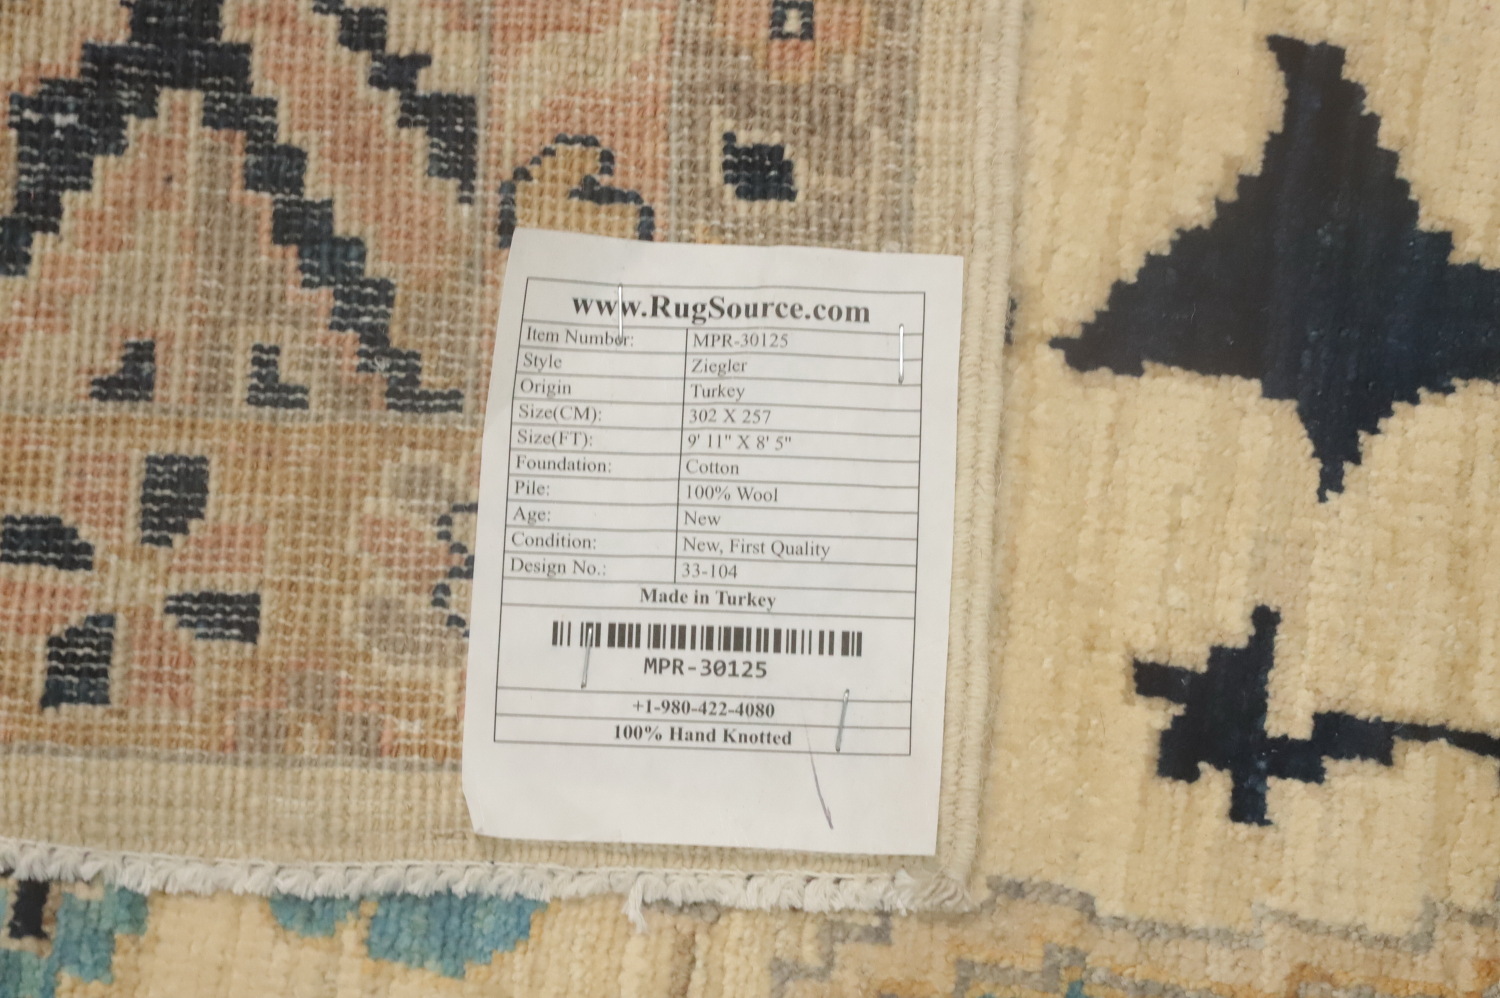 www.RugSource.com
Item Number: MPR-30125
Style Ziegler
Origin Turkey
Size(CM): 302 X 257
Size(FT): 9' 11" X 8' 5"
Foundation: Cotton
Pile: 100% Wool
Age: New
Condition: New, First Quality
Design No.: 33-104
Made in Turkey
MPR-30125
+1-980-422-4080
100% Hand Knotted